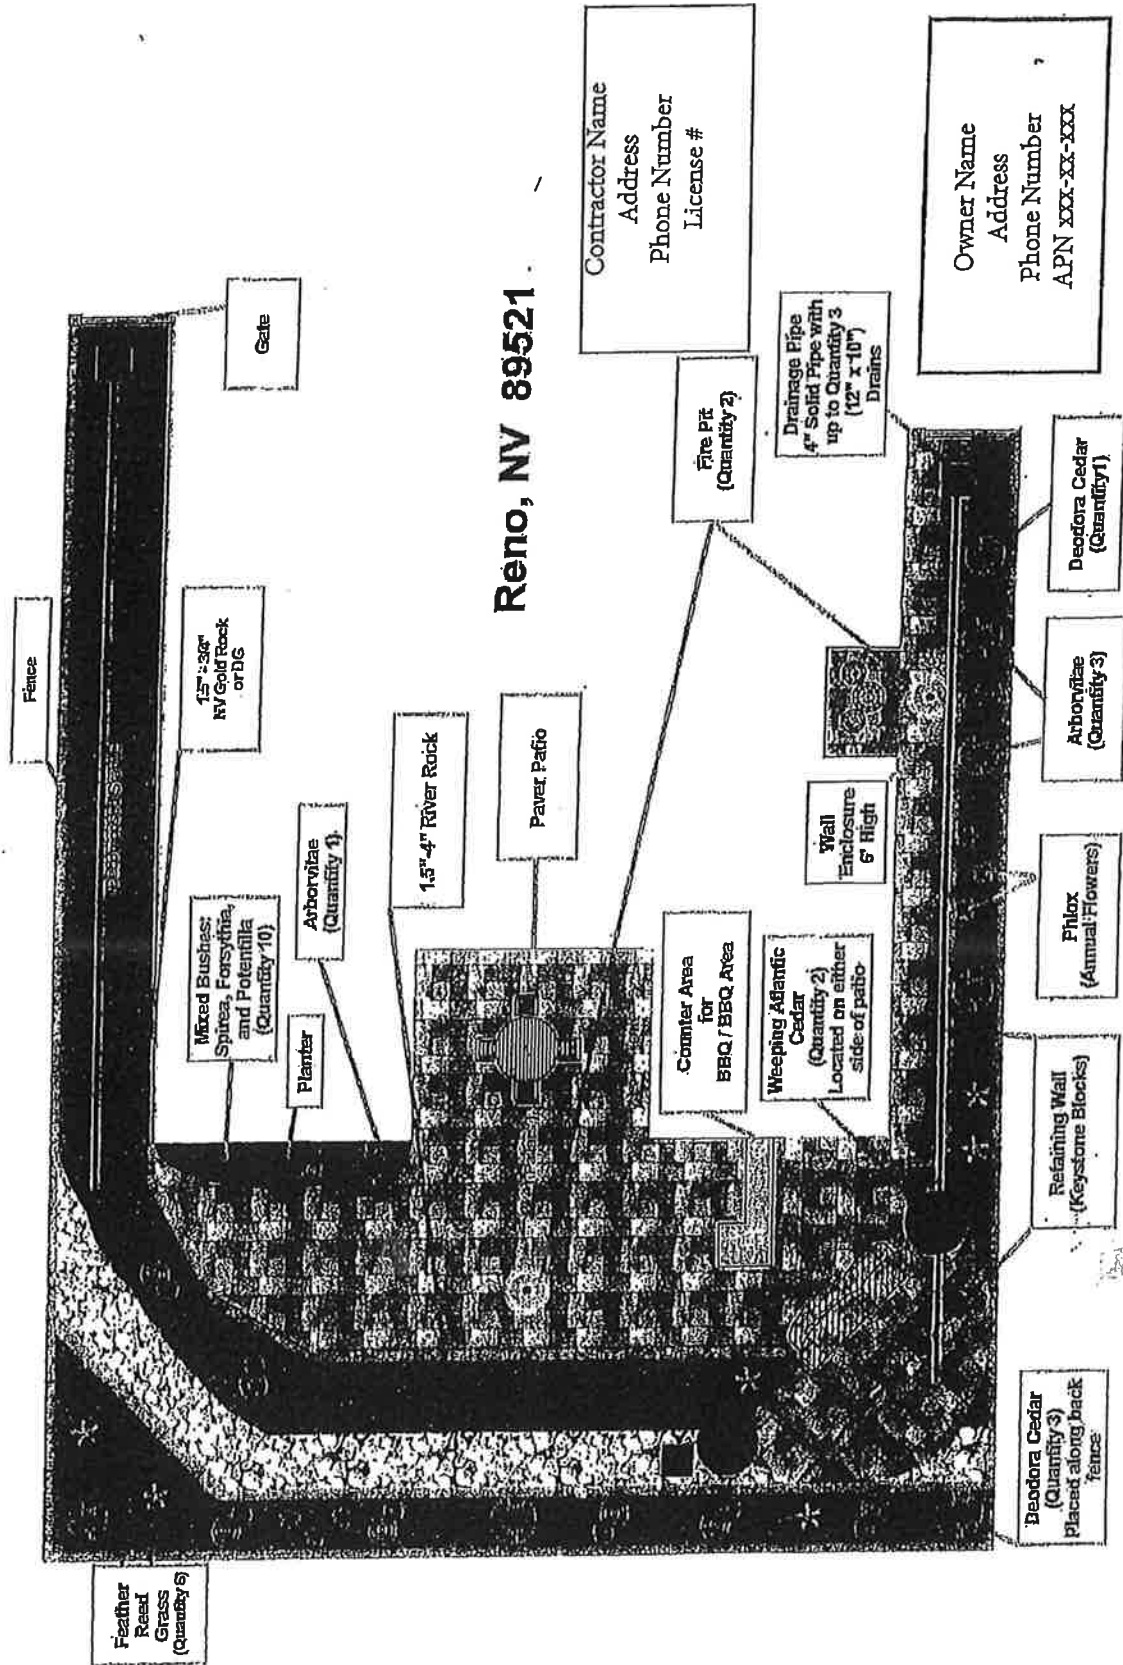 Fence
Gate
1.5"-3/4"
NV Gold Rock
or DG
Mixed Bushes:
Spirea, Forsythia,
and Potentilla
(Quantity 10)
Planter
Arborvitae
(Quantity 1)
1.5"-4" River Rock
Paver Patio
Reno, NV 89521
Contractor Name
Address
Phone Number
License #
Fire Pit
(Quantity 2)
Drainage Pipe
4" Solid Pipe with
up to Quantity 3
(12" x 10")
Drains
Owner Name
Address
Phone Number
APN xxx-xx-xxx
Counter Area
for
BBQ / BBQ Area
Weeping Atlantic
Cedar
(Quantity 2)
Located on either
side of patio
Wall
Enclosure
6' High
Feather
Reed
Grass
(Quantity 6)
Deodora Cedar
(Quantity 3)
Placed along back
fence
Retaining Wall
(Keystone Blocks)
Phlox
(Annual Flowers)
Arborvitae
(Quantity 3)
Deodora Cedar
(Quantity 1)